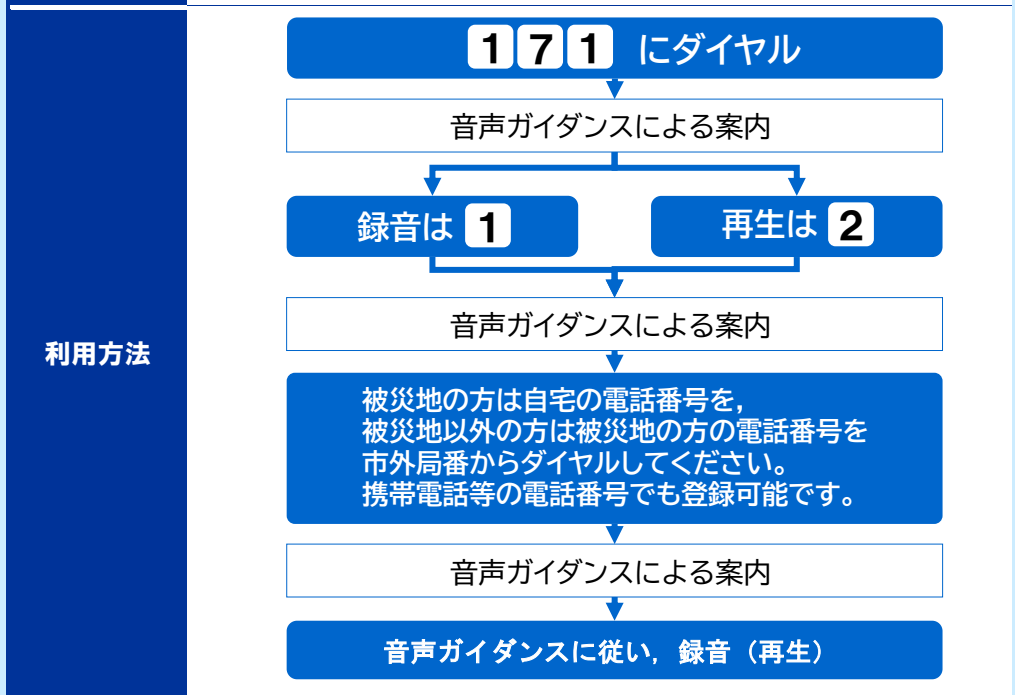 利用方法
171 にダイヤル
音声ガイダンスによる案内
録音は 1
再生は 2
音声ガイダンスによる案内
被災地の方は自宅の電話番号を，
被災地以外の方は被災地の方の電話番号を
市外局番からダイヤルしてください。
携帯電話等の電話番号でも登録可能です。
音声ガイダンスによる案内
音声ガイダンスに従い，録音（再生）